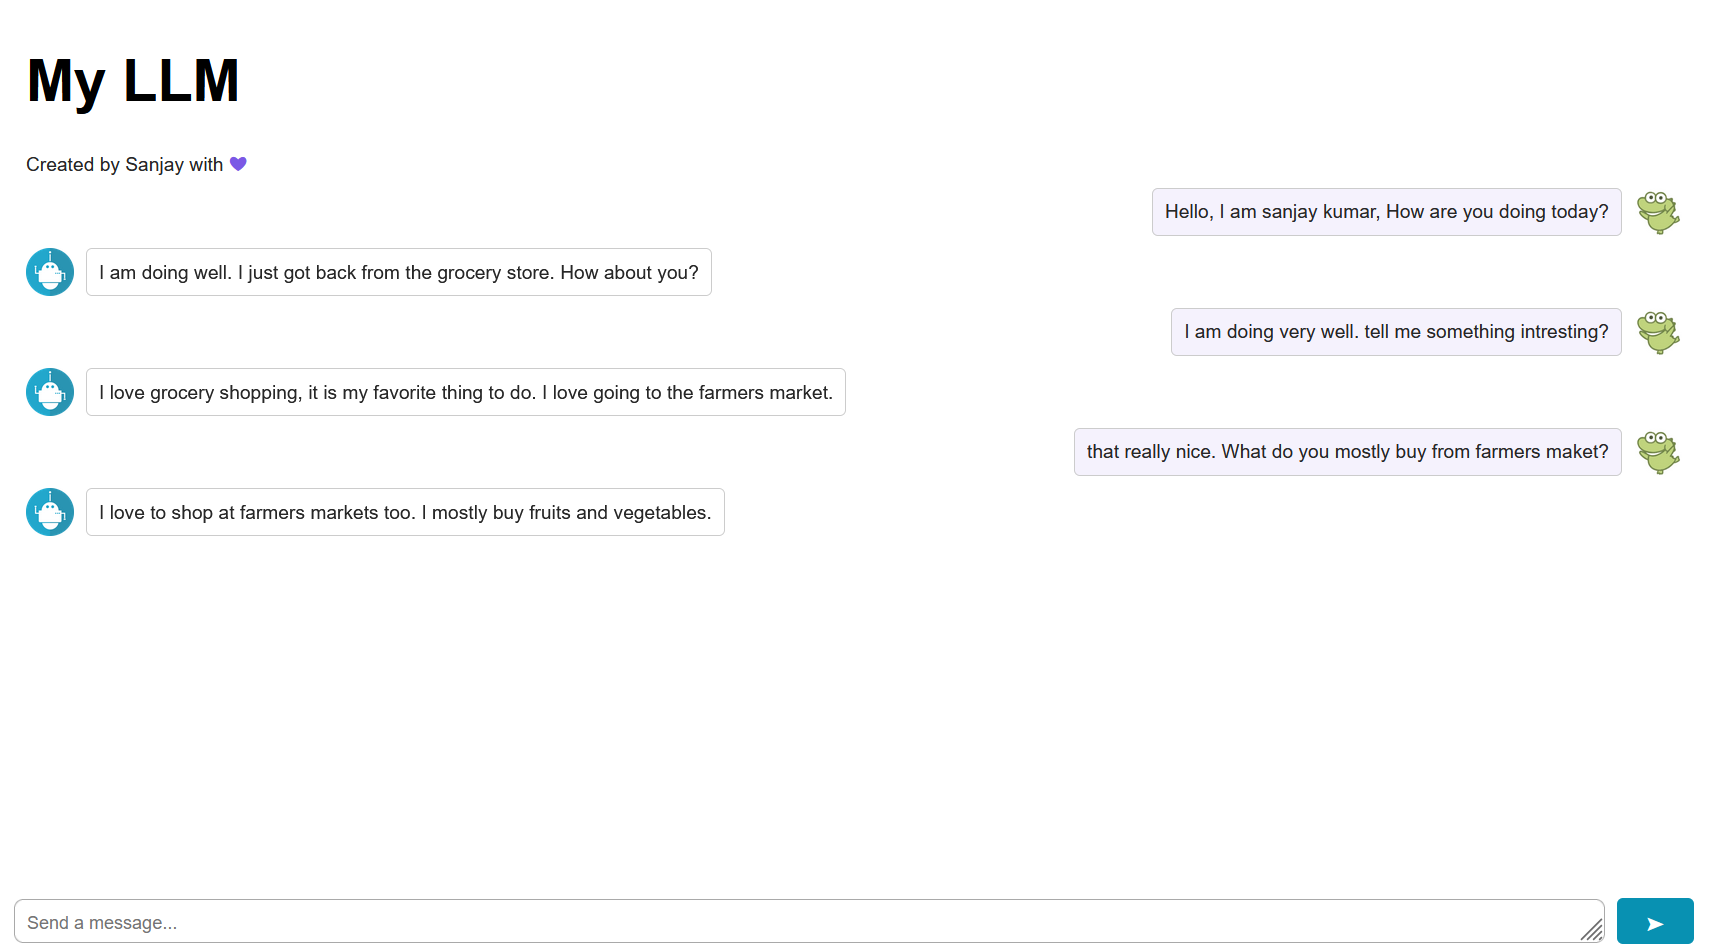 My LLM
Created by Sanjay with 💜
Hello, I am sanjay kumar, How are you doing today?
I am doing well. I just got back from the grocery store. How about you?
I am doing very well. tell me something intresting?
I love grocery shopping, it is my favorite thing to do. I love going to the farmers market.
that really nice. What do you mostly buy from farmers maket?
I love to shop at farmers markets too. I mostly buy fruits and vegetables.
Send a message...